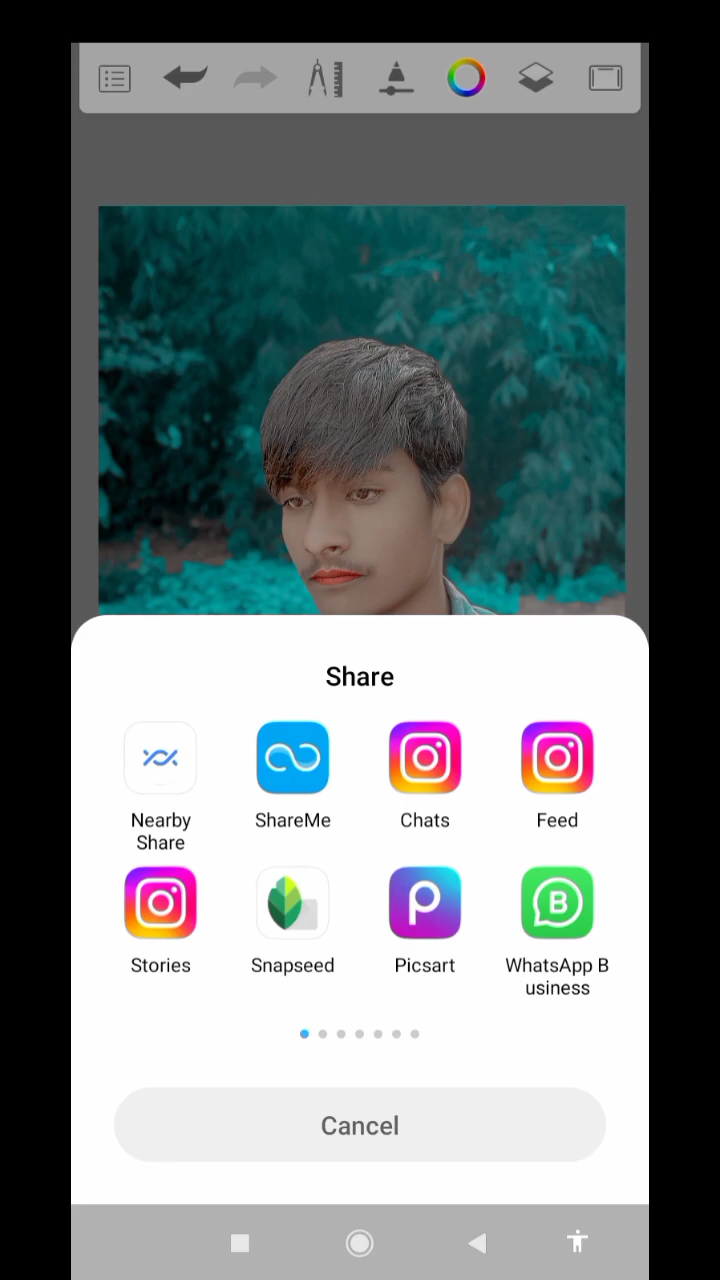 Share
Nearby
Share
ShareMe
Chats
Feed
Stories
Snapseed
Picsart
WhatsApp B
usiness
Cancel